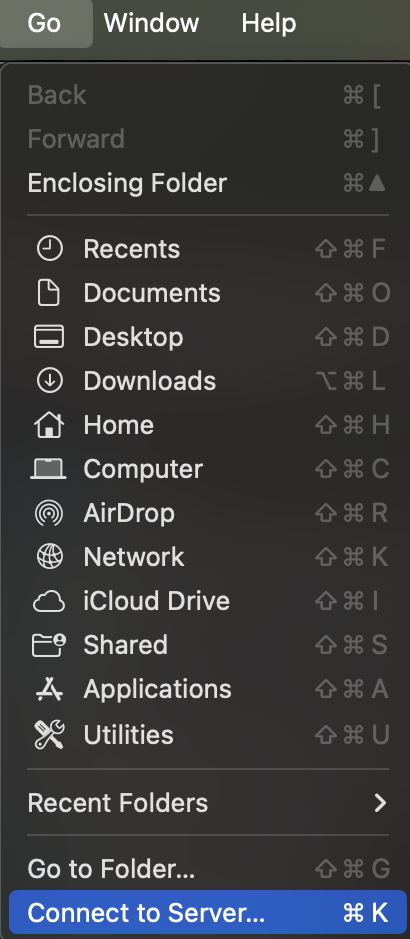 Go Window Help
Back ⌘ [
Forward ⌘ ]
Enclosing Folder ⌘▲
Recents ⇧⌘F
Documents ⇧⌘O
Desktop ⇧⌘D
Downloads ⌥⌘L
Home ⇧⌘H
Computer ⇧⌘C
AirDrop ⇧⌘R
Network ⇧⌘K
iCloud Drive ⇧⌘I
Shared ⇧⌘S
Applications ⇧⌘A
Utilities ⇧⌘U
Recent Folders
Go to Folder... ⇧⌘G
Connect to Server... ⌘K